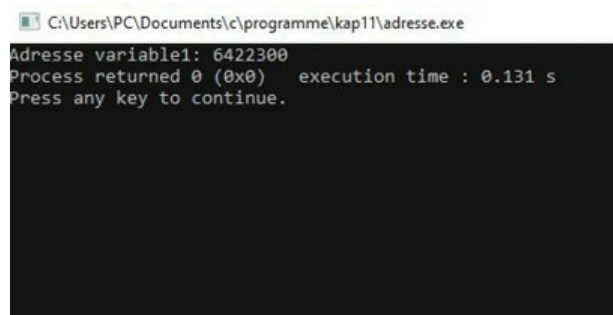 C:\Users\PC\Documents\c\programme\kap11\adresse.exe
Adresse variable1: 6422300
Process returned 0 (0x0)   execution time : 0.131 s
Press any key to continue.